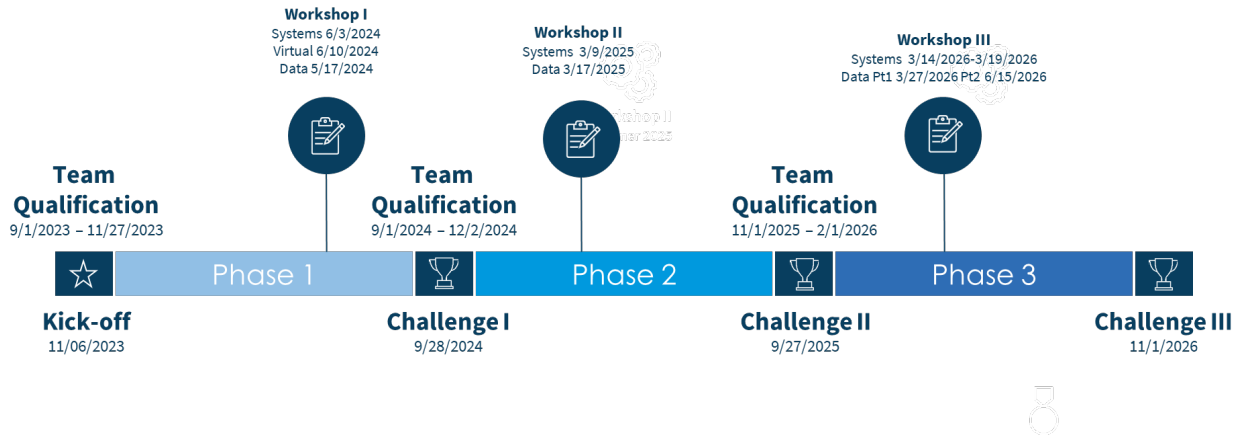 Workshop I
Systems 6/3/2024
Virtual 6/10/2024
Data 5/17/2024
Workshop II
Systems 3/9/2025
Data 3/17/2025
Workshop III
Systems 3/14/2026-3/19/2026
Data Pt1 3/27/2026 Pt2 6/15/2026
Team
Qualification
9/1/2023 – 11/27/2023
Team
Qualification
9/1/2024 – 12/2/2024
Team
Qualification
11/1/2025 – 2/1/2026
Phase 1
Phase 2
Phase 3
Kick-off
11/06/2023
Challenge I
9/28/2024
Challenge II
9/27/2025
Challenge III
11/1/2026